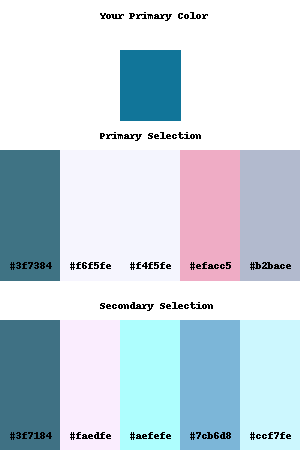 Your Primary Color
Primary Selection
#3f7384 #f6f5fe #f4f5fe #efacc5 #b2bace
Secondary Selection
#3f7184 #faedfe #aefefe #7cb6d8 #ccf7fe